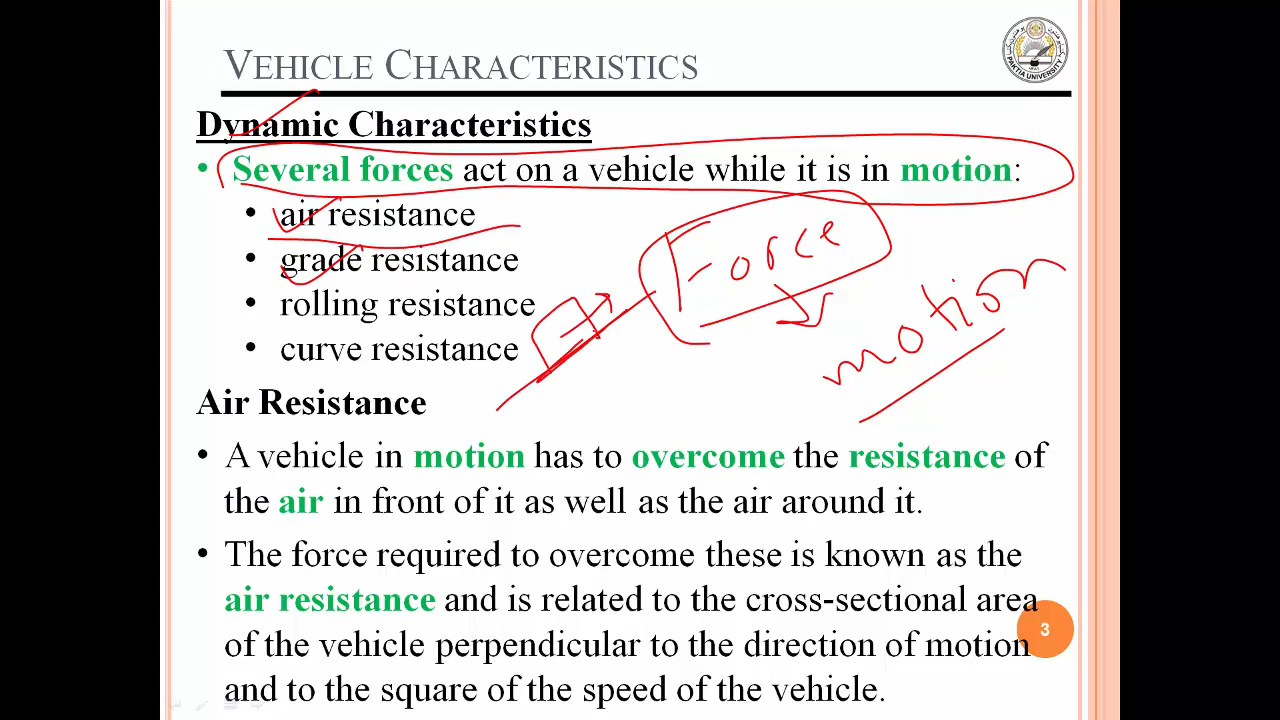 VEHICLE CHARACTERISTICS
PAKTIA UNIVERSITY
Dynamic Characteristics
• Several forces act on a vehicle while it is in motion:
• air resistance
• grade resistance
• rolling resistance
• curve resistance
Force
motion
Air Resistance
• A vehicle in motion has to overcome the resistance of
the air in front of it as well as the air around it.
• The force required to overcome these is known as the
air resistance and is related to the cross-sectional area
of the vehicle perpendicular to the direction of motion
and to the square of the speed of the vehicle.
3